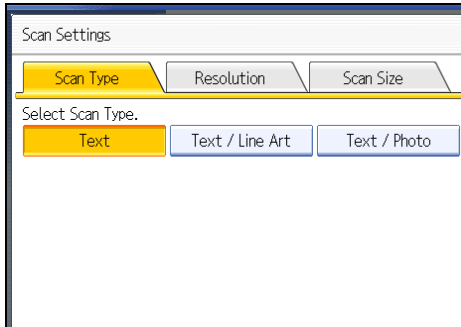 Scan Settings
Scan Type Resolution Scan Size
Select Scan Type.
Text Text / Line Art Text / Photo